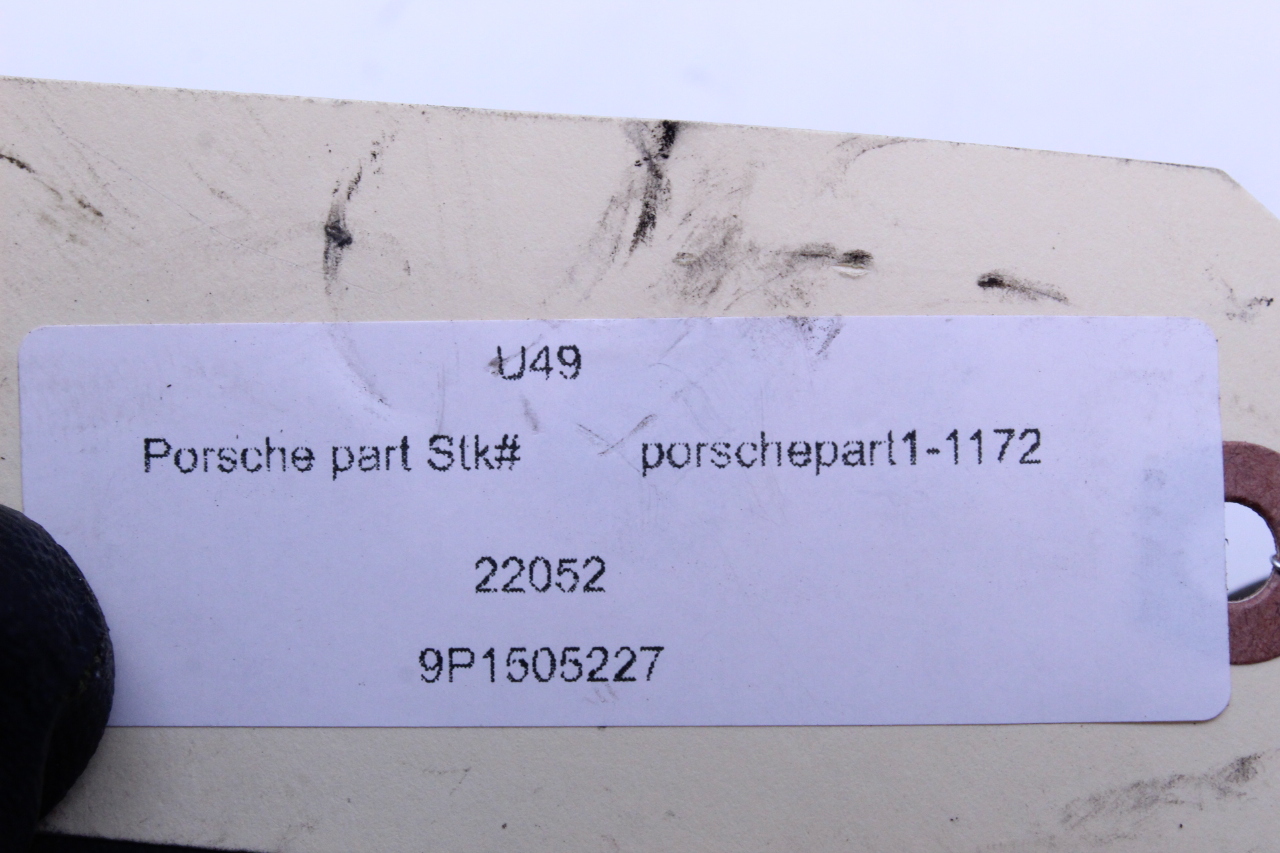 U49
Porsche part Stk# porschepart1-1172
22052
9P1505227